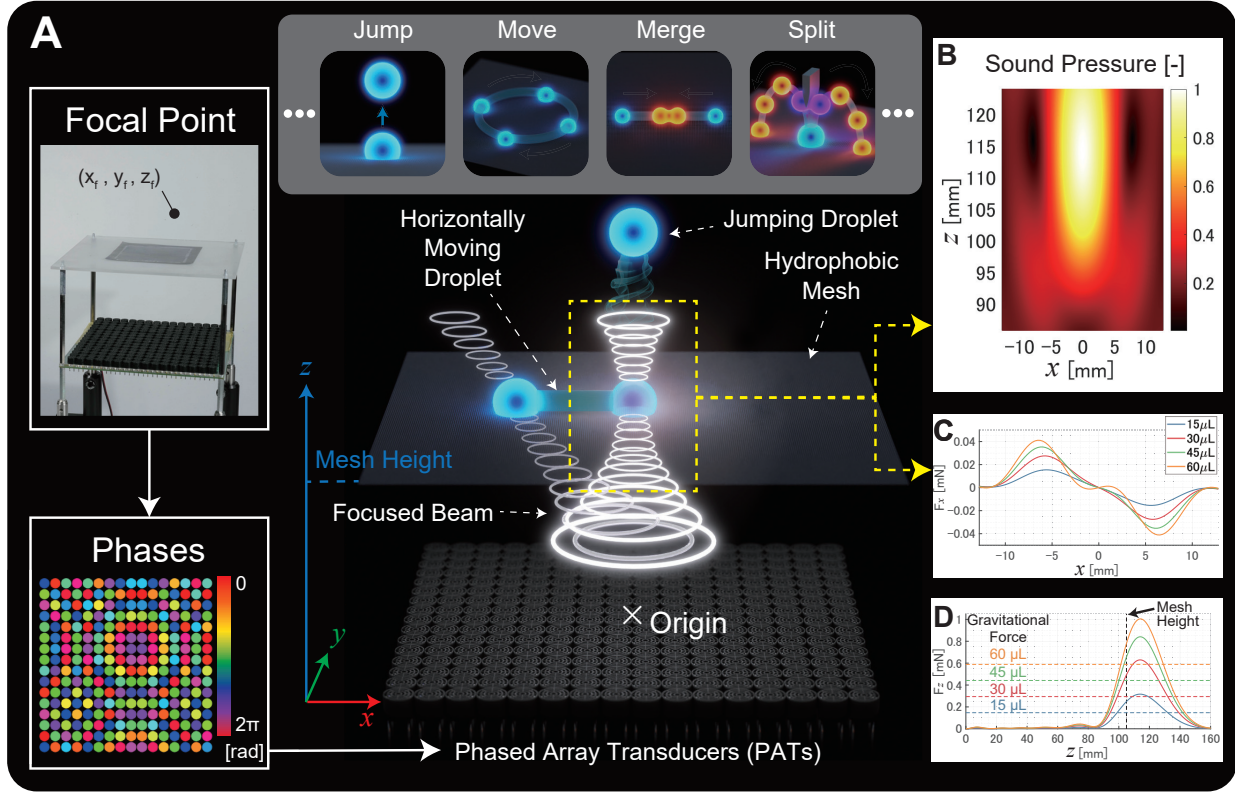 A
Jump
Move
Merge
Split
Focal Point
(x_f , y_f , z_f)
Horizontally
Moving
Droplet
Jumping Droplet
Hydrophobic
Mesh
z
Mesh Height
Focused Beam
Origin
y
x
Phases
0
2π
[rad]
Phased Array Transducers (PATs)
B
Sound Pressure [-]
z [mm]
120
115
110
105
100
95
90
-10 -5 0 5 10
x [mm]
1
0.8
0.6
0.4
0.2
C
15μL
30μL
45μL
60μL
F_x [mN]
0.04
0.02
0
-0.02
-0.04
-10 -5 0 5 10
x [mm]
D
Gravitational
Force
60 μL
45 μL
30 μL
15 μL
Mesh
Height
F_z [mN]
1
0.8
0.6
0.4
0.2
0
0 20 40 60 80 100 120 140 160
z [mm]